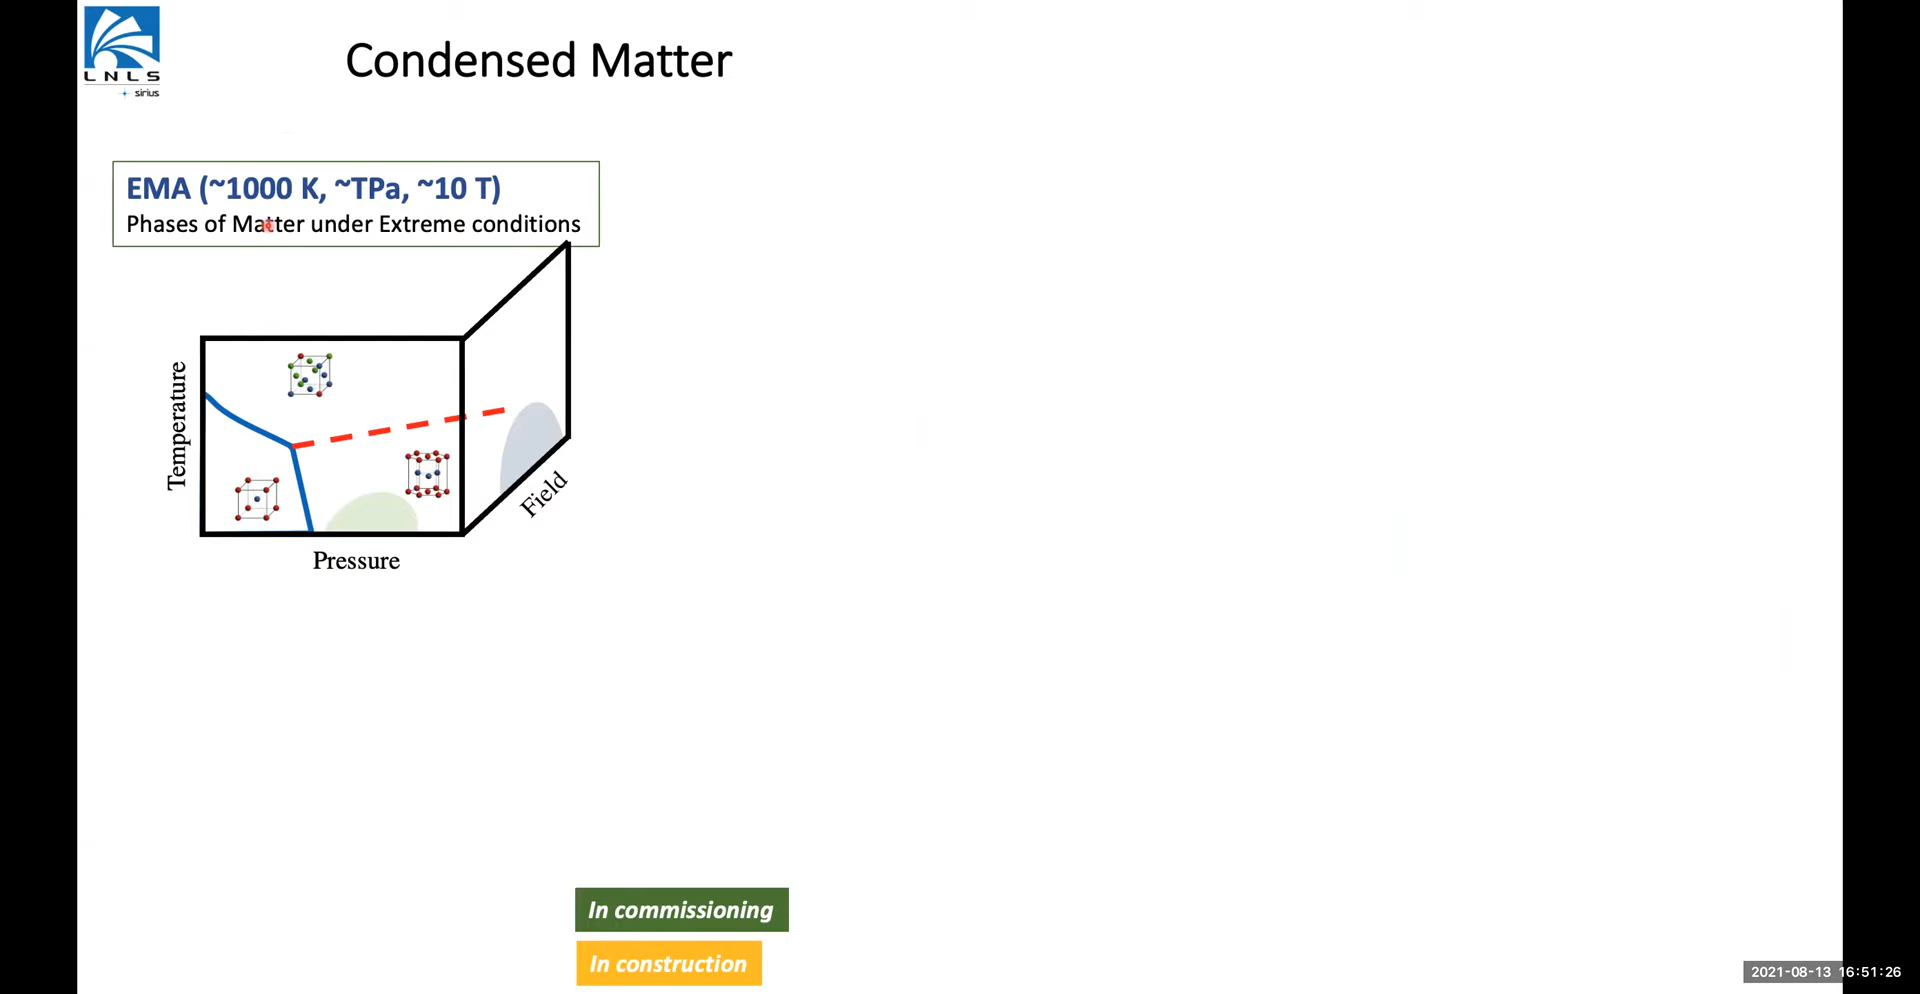 LNLS
sirius
Condensed Matter
EMA (~1000 K, ~TPa, ~10 T)
Phases of Matter under Extreme conditions
Temperature
Field
Pressure
In commissioning
In construction
2021-08-13 16:51:26